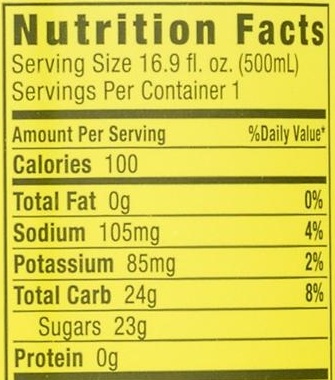 Nutrition Facts
Serving Size 16.9 fl. oz. (500mL)
Servings Per Container 1
Amount Per Serving %Daily Value*
Calories 100
Total Fat 0g 0%
Sodium 105mg 4%
Potassium 85mg 2%
Total Carb 24g 8%
Sugars 23g
Protein 0g